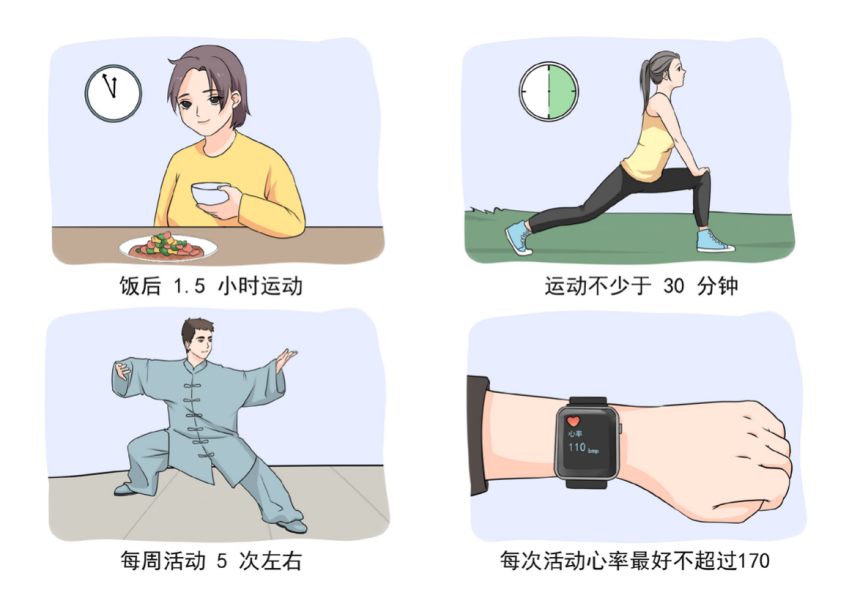 饭后 1.5 小时运动
运动不少于 30 分钟
心率
110 bmp
每周活动 5 次左右
每次活动心率最好不超过170